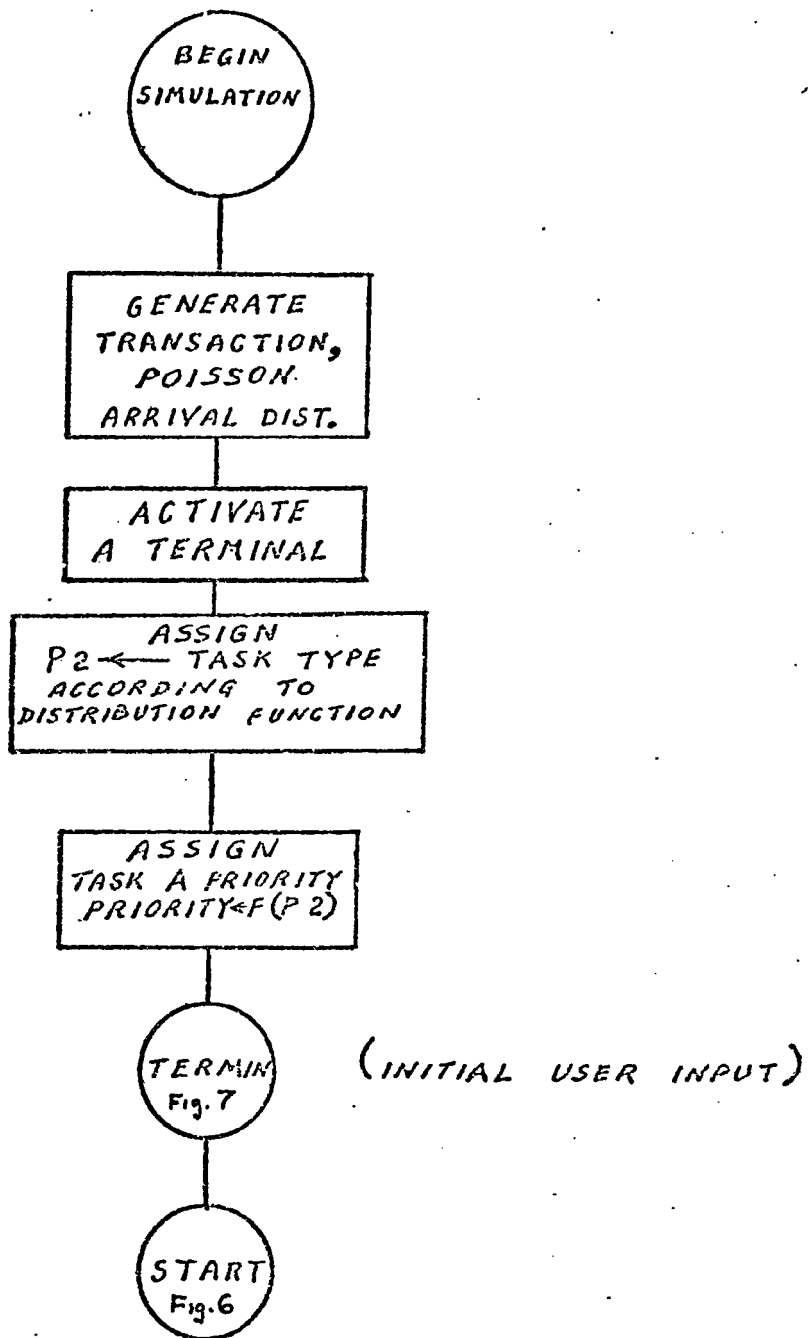 BEGIN
SIMULATION
GENERATE
TRANSACTION,
POISSON
ARRIVAL DIST.
ACTIVATE
A TERMINAL
ASSIGN
P2 ← TASK TYPE
ACCORDING TO
DISTRIBUTION FUNCTION
ASSIGN
TASK A PRIORITY
PRIORITY←F(P2)
TERMIN
Fig. 7
(INITIAL USER INPUT)
START
Fig. 6